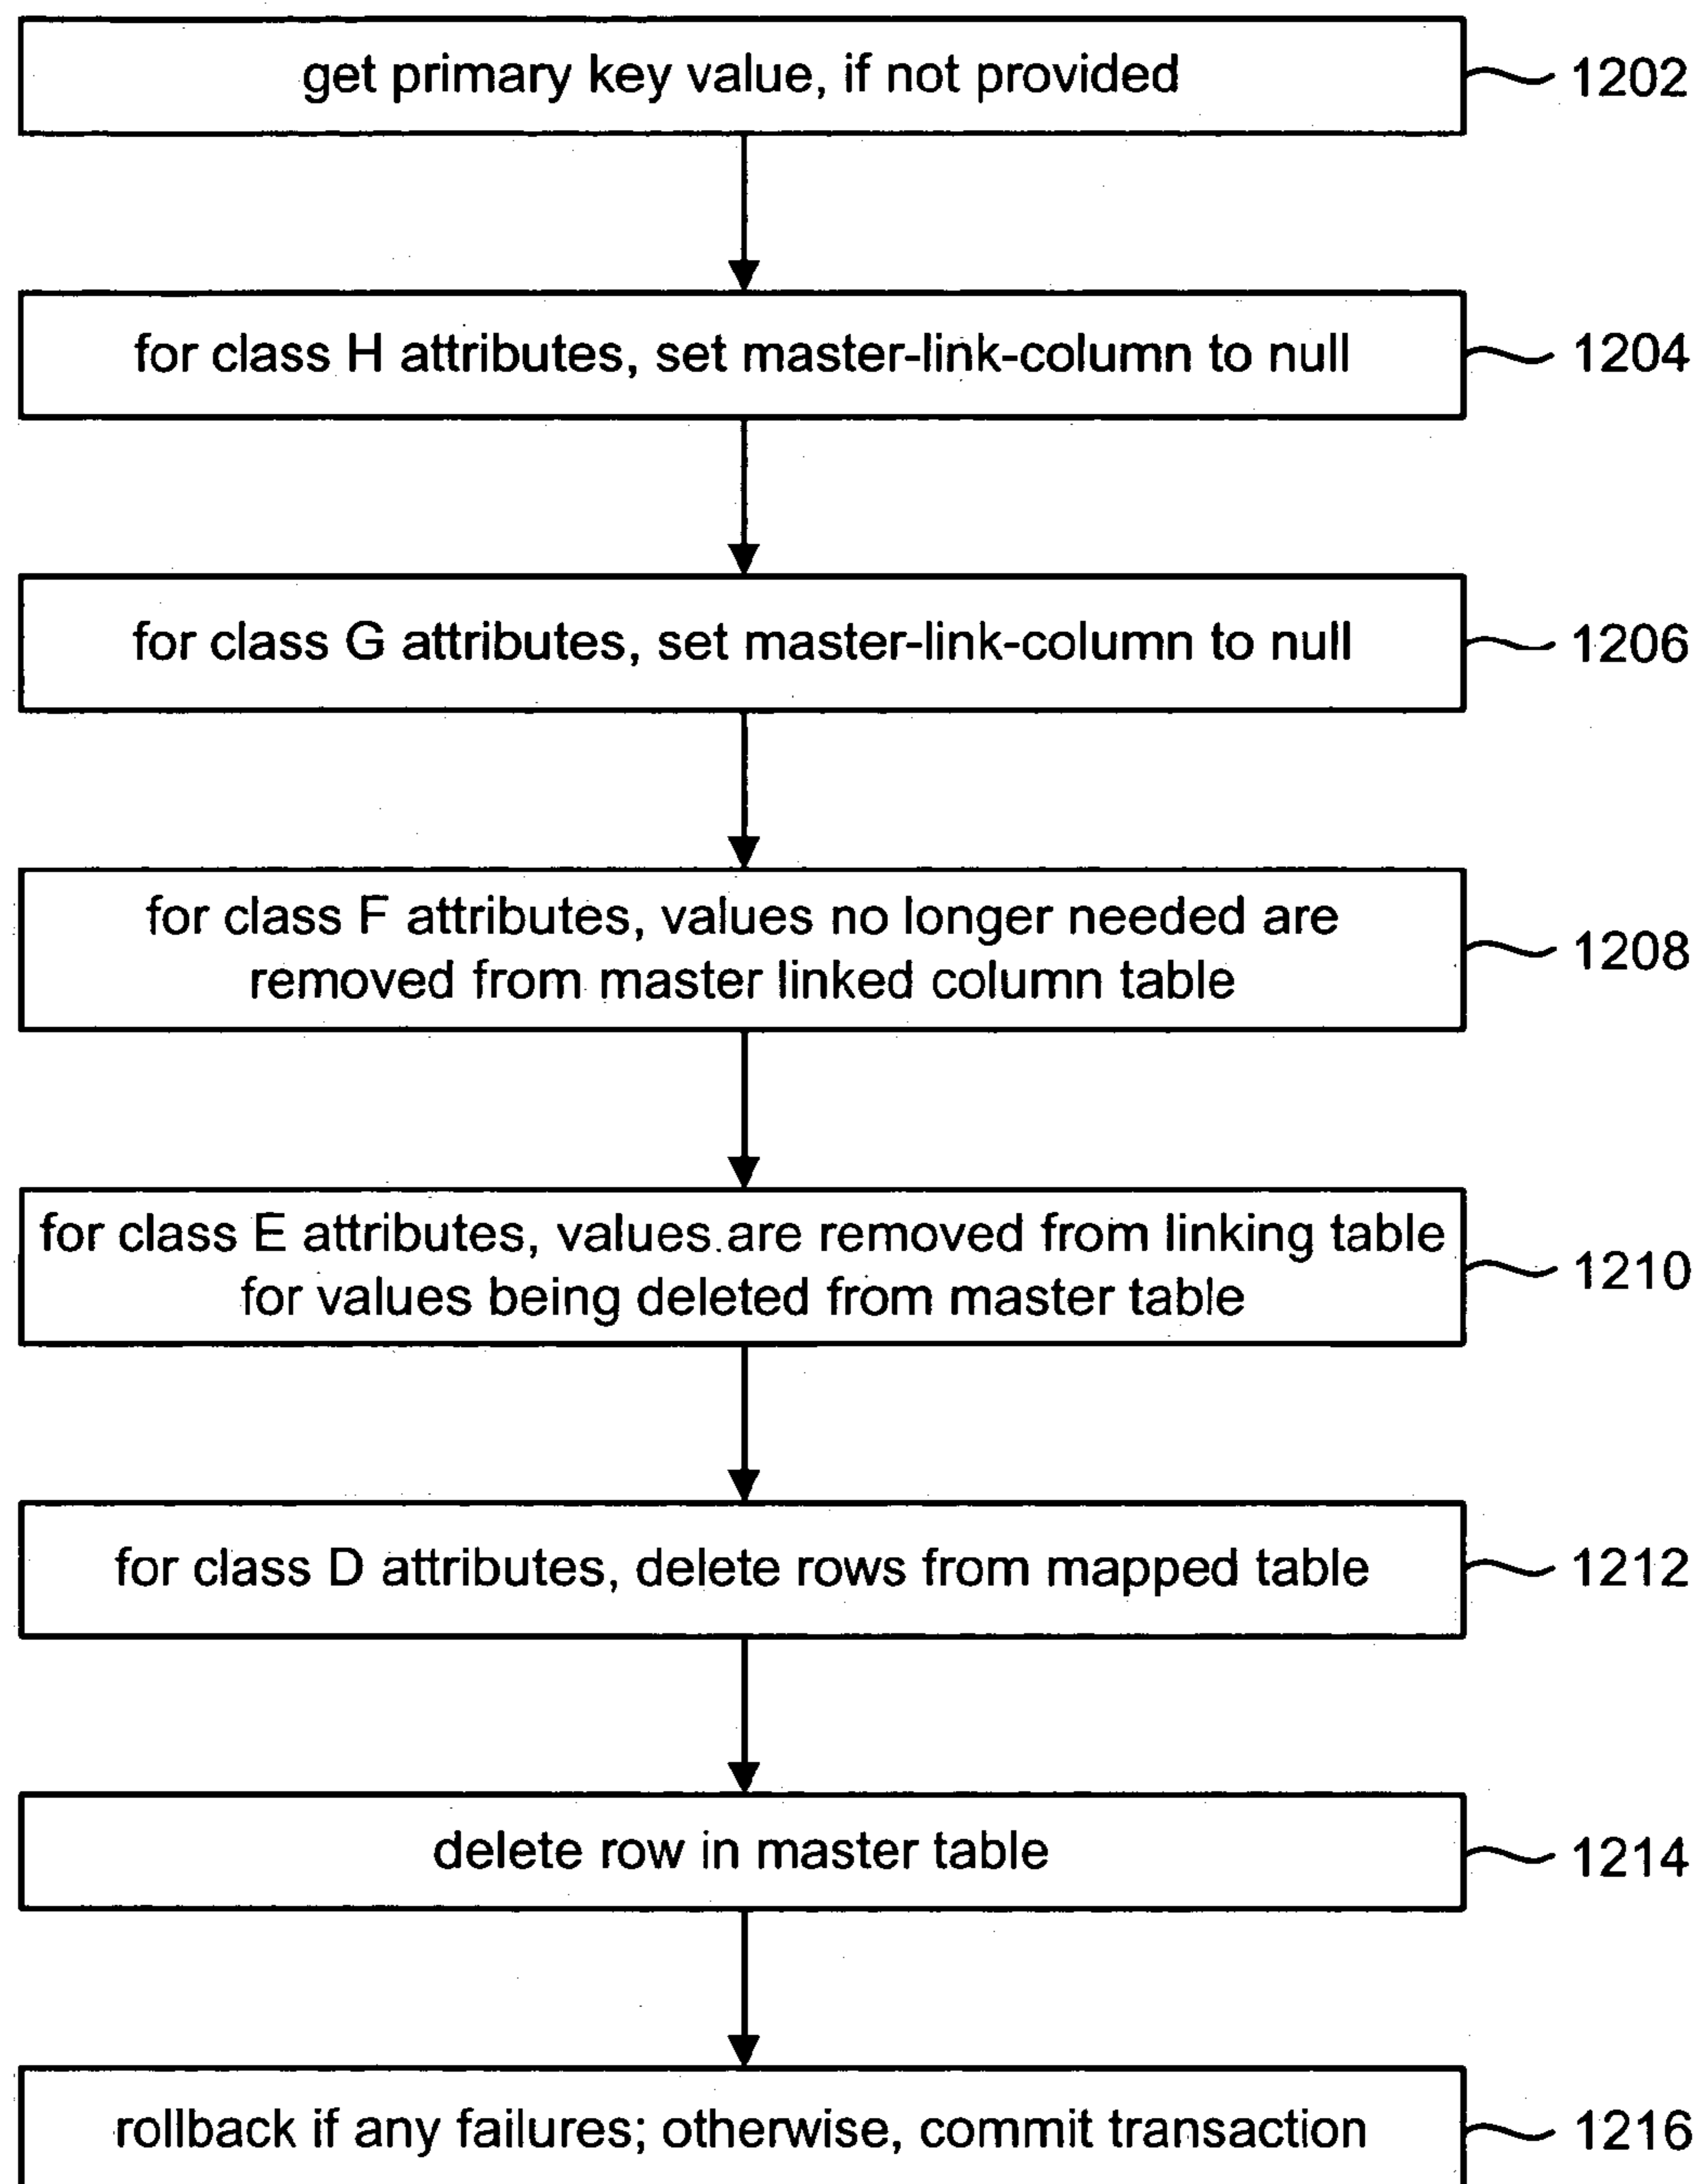 get primary key value, if not provided
1202
for class H attributes, set master-link-column to null
1204
for class G attributes, set master-link-column to null
1206
for class F attributes, values no longer needed are
removed from master linked column table
1208
for class E attributes, values are removed from linking table
for values being deleted from master table
1210
for class D attributes, delete rows from mapped table
1212
delete row in master table
1214
rollback if any failures; otherwise, commit transaction
1216